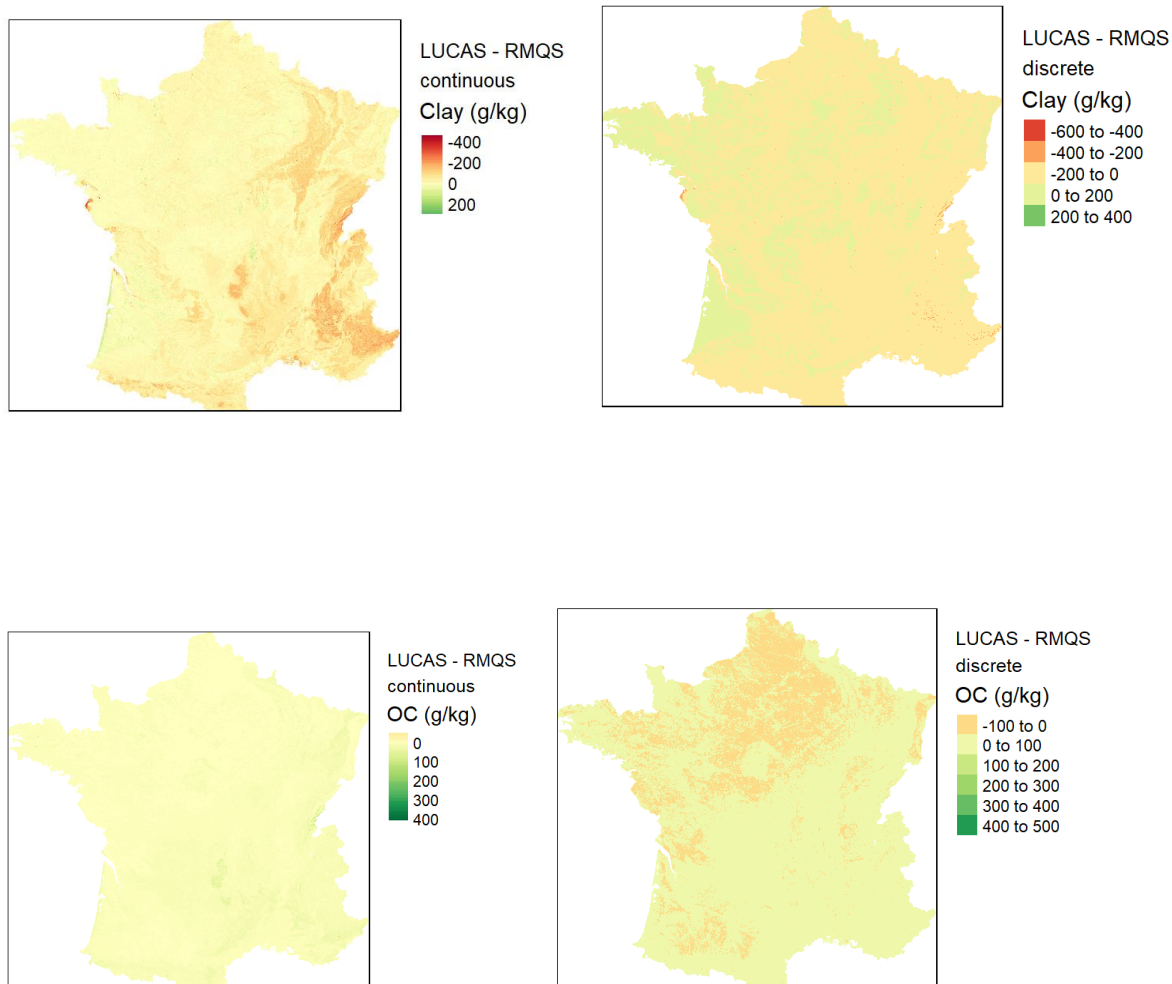 LUCAS - RMQS
continuous
Clay (g/kg)
-400
-200
0
200
LUCAS - RMQS
discrete
Clay (g/kg)
-600 to -400
-400 to -200
-200 to 0
0 to 200
200 to 400
LUCAS - RMQS
continuous
OC (g/kg)
0
100
200
300
400
LUCAS - RMQS
discrete
OC (g/kg)
-100 to 0
0 to 100
100 to 200
200 to 300
300 to 400
400 to 500